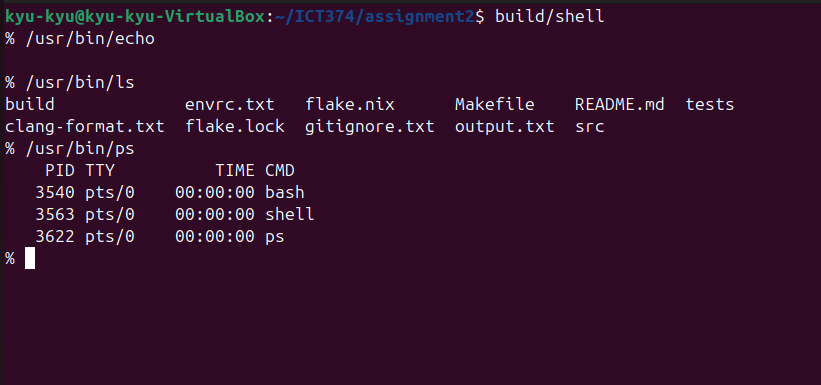 kyu-kyu@kyu-kyu-VirtualBox:~/ICT374/assignment2$ build/shell
% /usr/bin/echo
% /usr/bin/ls
build envrc.txt flake.nix Makefile README.md tests
clang-format.txt flake.lock gitignore.txt output.txt src
% /usr/bin/ps
PID TTY TIME CMD
3540 pts/0 00:00:00 bash
3563 pts/0 00:00:00 shell
3622 pts/0 00:00:00 ps
%